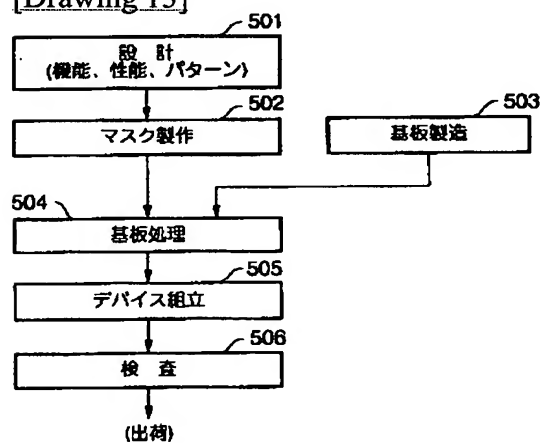 [Drawing 13]
501
設 計
(機能、性能、パターン)
502
マスク製作
503
基板製造
504
基板処理
505
デバイス組立
506
検 査
(出荷)